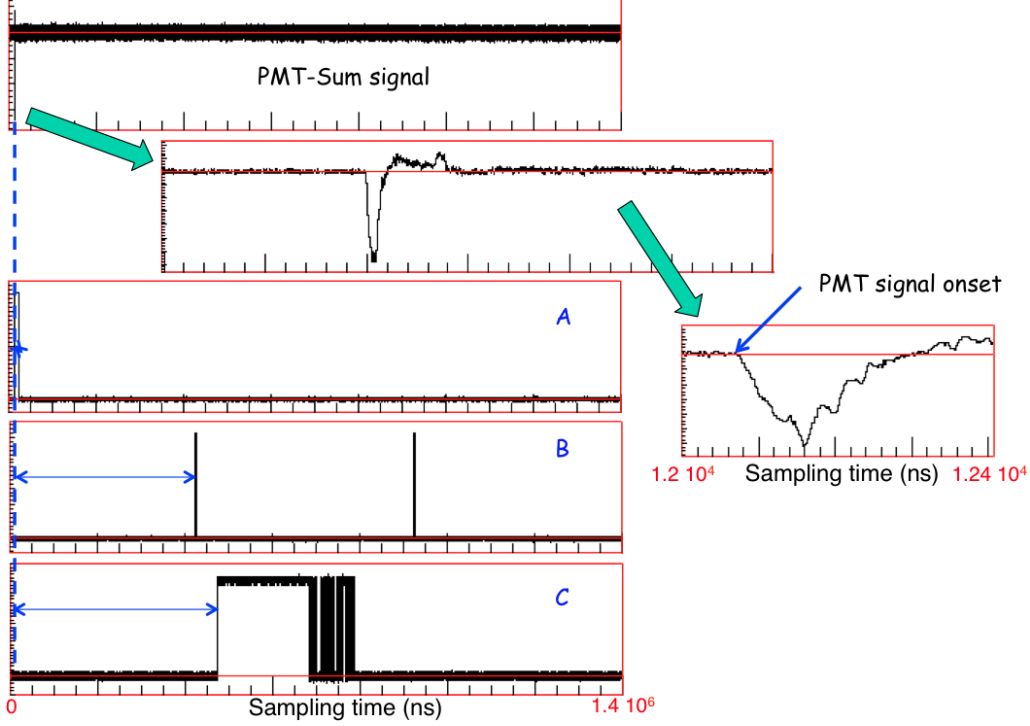 PMT-Sum signal
A
PMT signal onset
B
1.2 10⁴ Sampling time (ns) 1.24 10⁴
C
0 Sampling time (ns) 1.4 10⁶